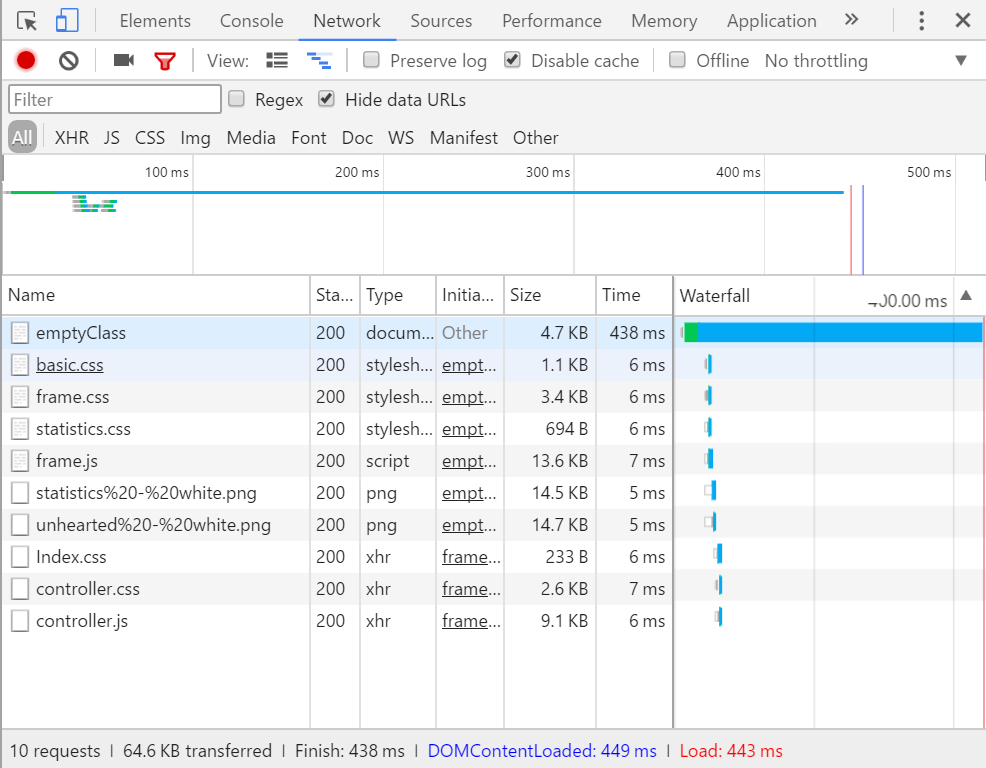 Elements Console Network Sources Performance Memory Application »
View: Preserve log Disable cache Offline No throttling
Filter Regex Hide data URLs
All XHR JS CSS Img Media Font Doc WS Manifest Other
100 ms 200 ms 300 ms 400 ms 500 ms
Name Sta... Type Initia... Size Time Waterfall 400.00 ms
emptyClass 200 docum... Other 4.7 KB 438 ms
basic.css 200 stylesh... empt... 1.1 KB 6 ms
frame.css 200 stylesh... empt... 3.4 KB 6 ms
statistics.css 200 stylesh... empt... 694 B 6 ms
frame.js 200 script empt... 13.6 KB 7 ms
statistics%20-%20white.png 200 png empt... 14.5 KB 5 ms
unhearted%20-%20white.png 200 png empt... 14.7 KB 5 ms
Index.css 200 xhr frame... 233 B 6 ms
controller.css 200 xhr frame... 2.6 KB 7 ms
controller.js 200 xhr frame... 9.1 KB 6 ms
10 requests | 64.6 KB transferred | Finish: 438 ms | DOMContentLoaded: 449 ms | Load: 443 ms